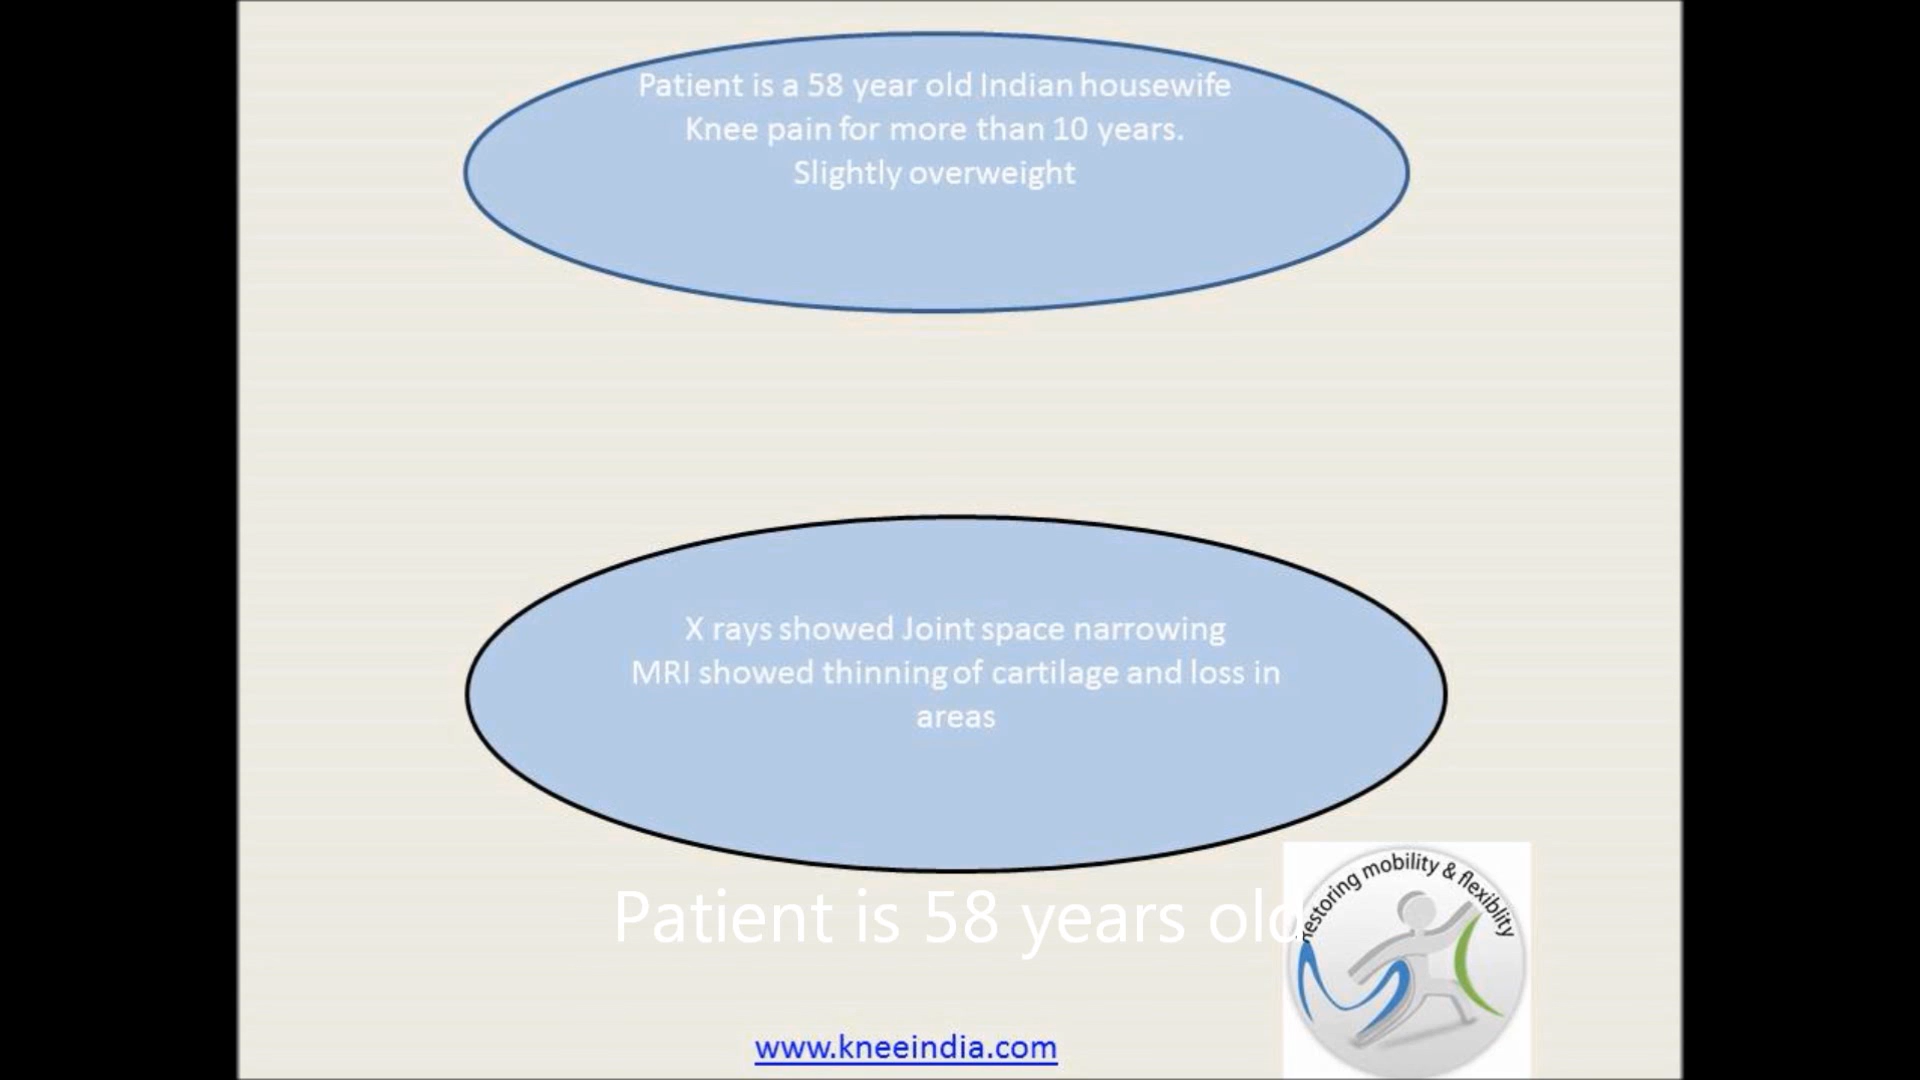 Patient is a 58 year old Indian housewife
Knee pain for more than 10 years.
Slightly overweight
X rays showed Joint space narrowing
MRI showed thinning of cartilage and loss in
areas
Patient is 58 years old
restoring mobility & flexiblity
www.kneeindia.com